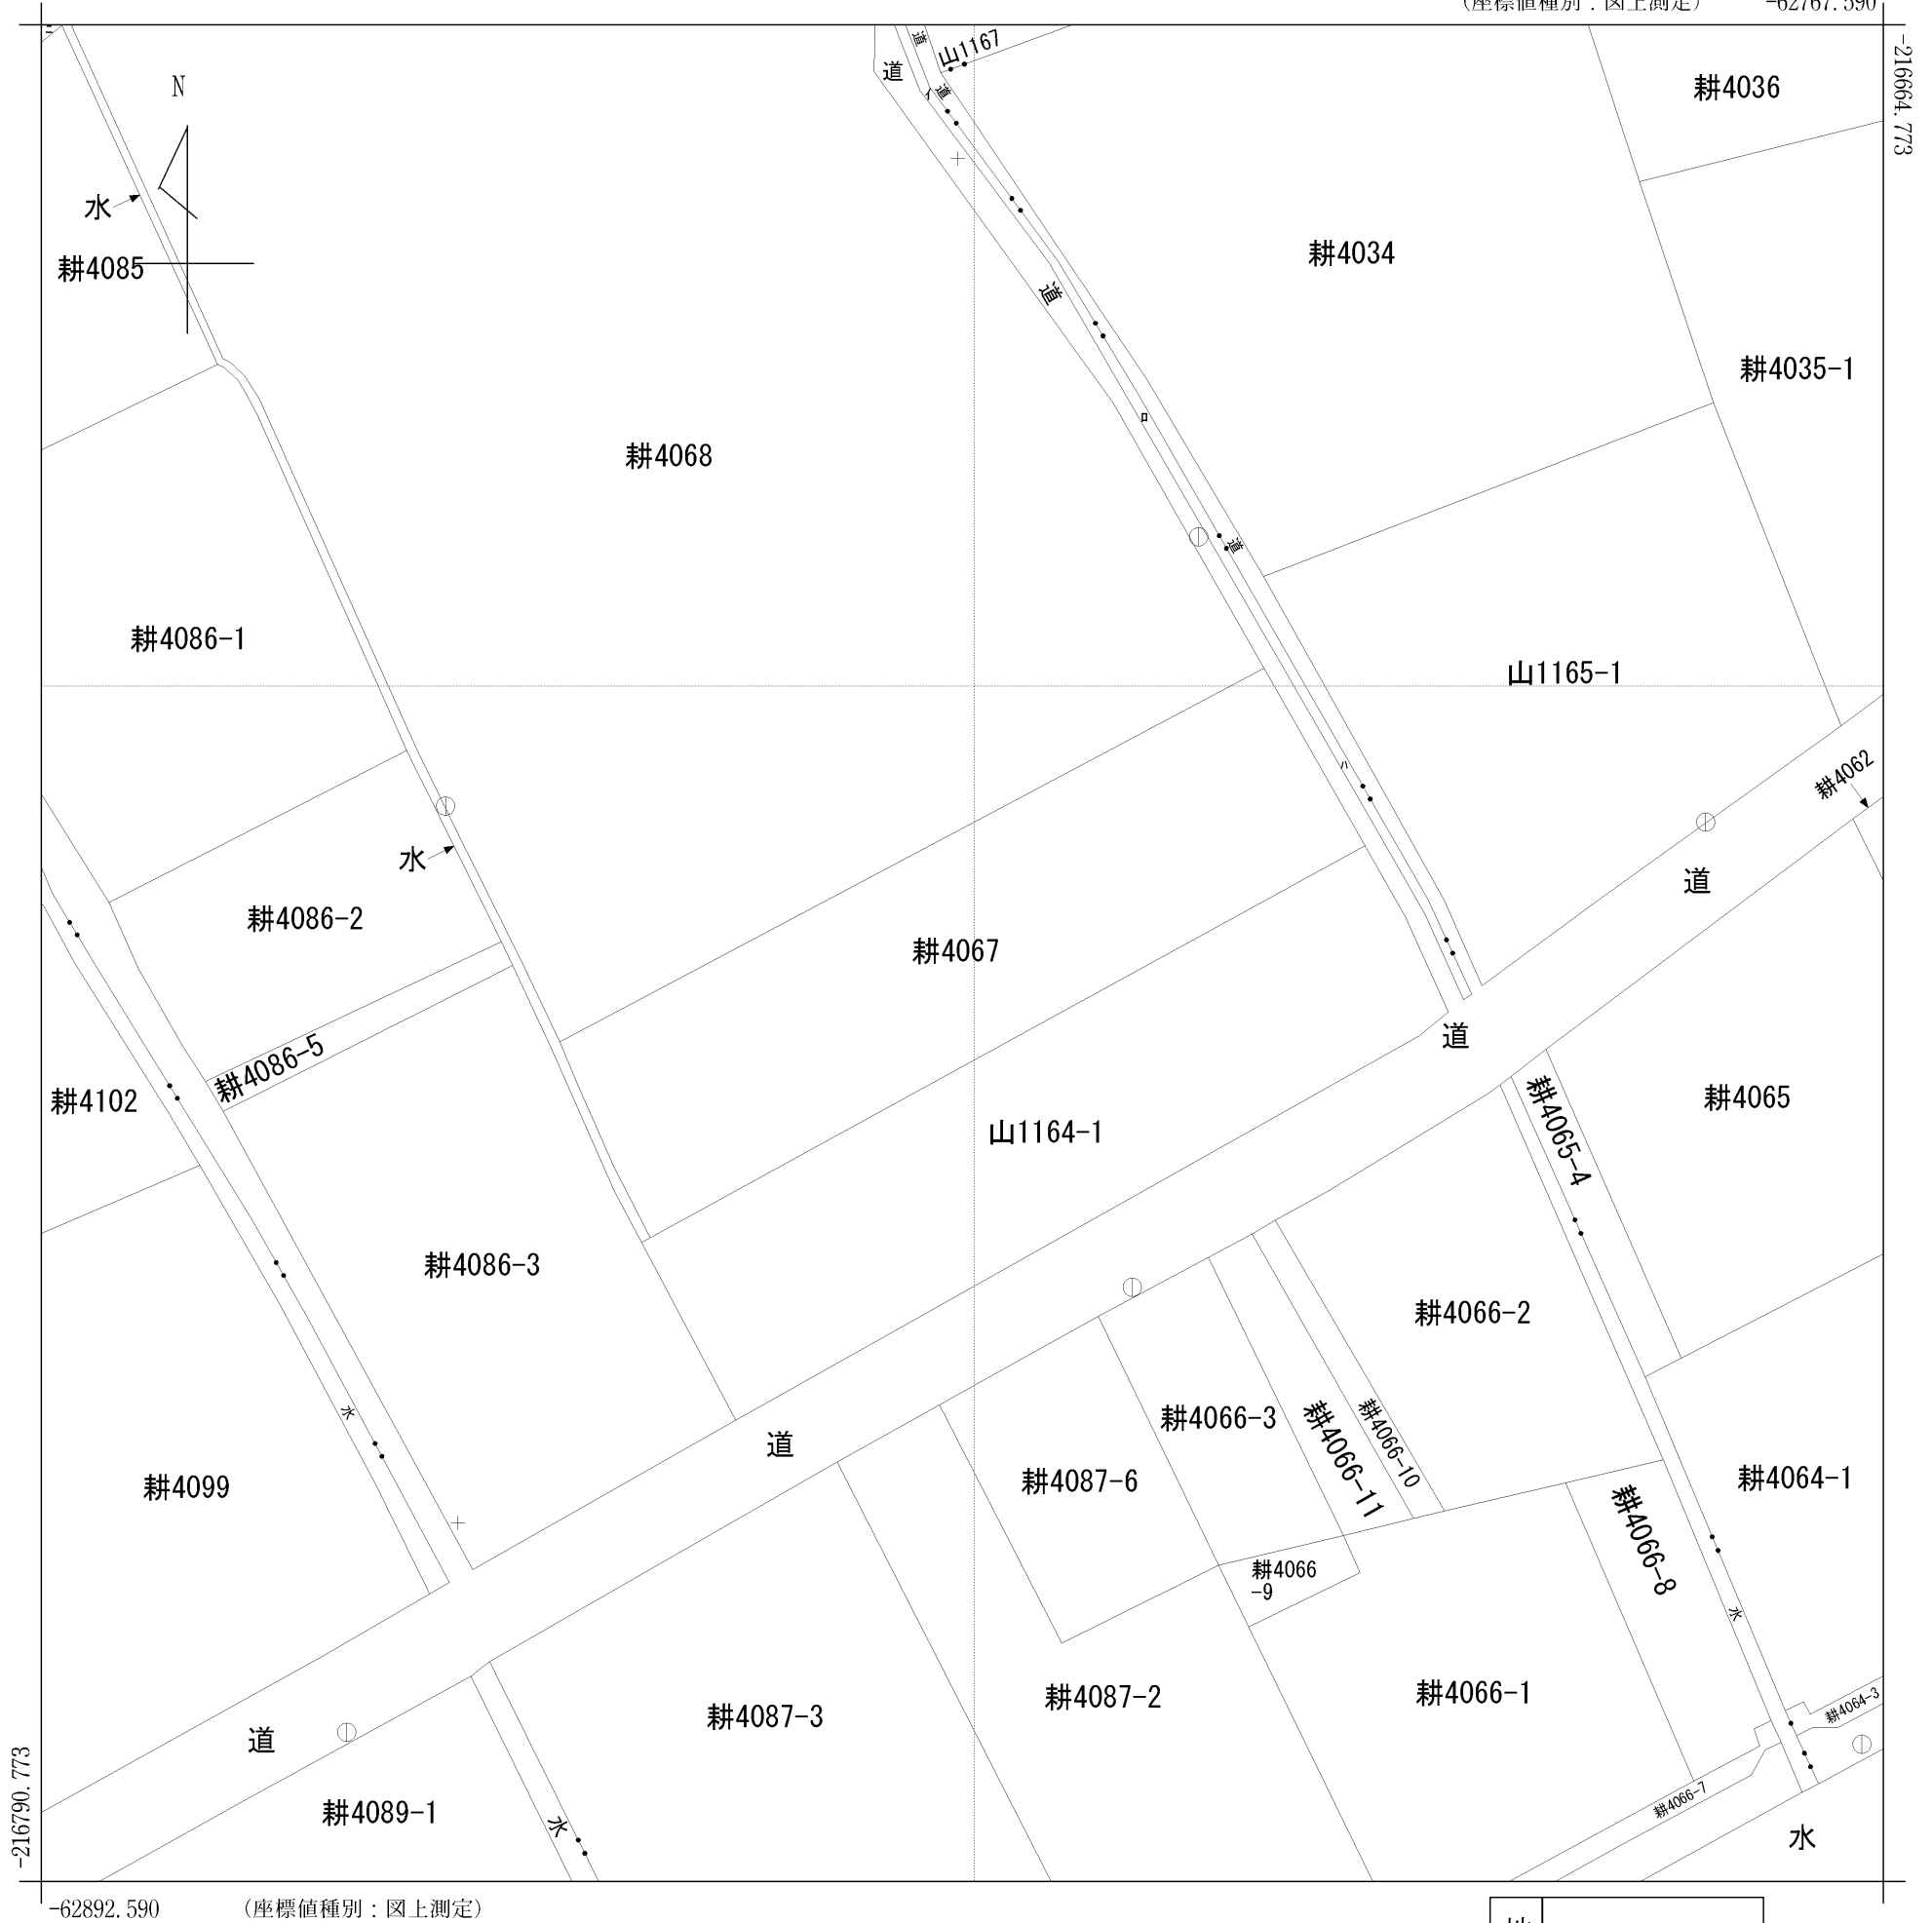 (座標値種別：図上測定) -62767.590
-216664.773
N
道
道
山1167
道
イ
耕4036
水
耕4085
道
耕4034
耕4035-1
ロ
耕4068
道
耕4086-1
山1165-1
ハ
耕4062
水
道
耕4086-2
耕4067
道
耕4086-5
耕4102
耕4065-4
耕4065
山1164-1
耕4086-3
耕4066-2
水
道
耕4066-3
耕4066-11
耕4066-10
耕4099
耕4087-6
耕4064-1
耕4066-8
耕4066
-9
水
耕4087-3
耕4087-2
耕4066-1
耕4064-3
道
耕4066-7
耕4089-1
水
水
-216790.773
-62892.590 (座標値種別：図上測定)